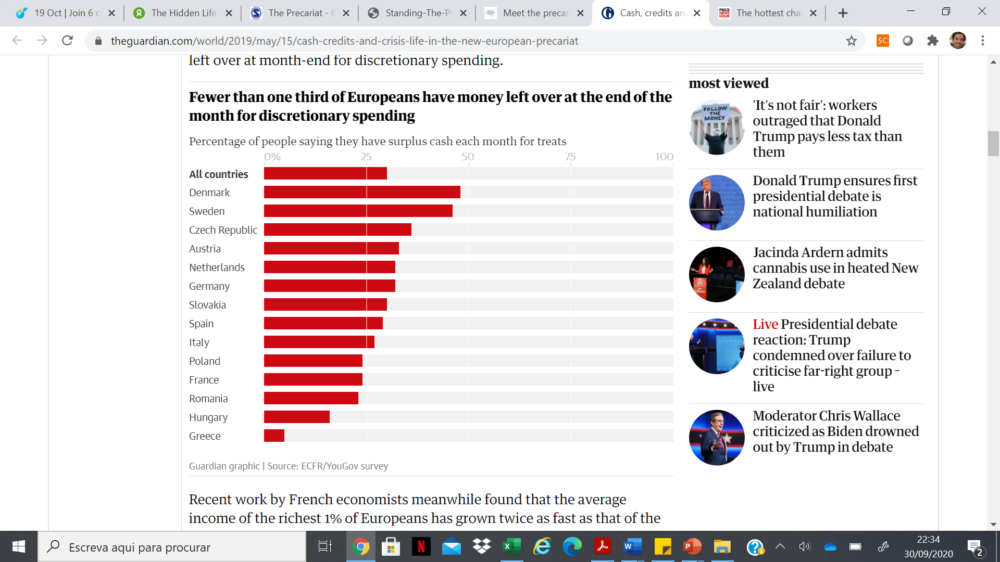 19 Oct | Join 6 c
The Hidden Life
The Precariat - G
Standing-The-P
Meet the precar
Cash, credits an
The hottest cha
theguardian.com/world/2019/may/15/cash-credits-and-crisis-life-in-the-new-european-precariat
SC
left over at month-end for discretionary spending.
Fewer than one third of Europeans have money left over at the end of the
month for discretionary spending
Percentage of people saying they have surplus cash each month for treats
0% 25 50 75 100
All countries
Denmark
Sweden
Czech Republic
Austria
Netherlands
Germany
Slovakia
Spain
Italy
Poland
France
Romania
Hungary
Greece
Guardian graphic | Source: ECFR/YouGov survey
Recent work by French economists meanwhile found that the average
income of the richest 1% of Europeans has grown twice as fast as that of the
most viewed
FOLLOW
THE
MONEY
'It's not fair': workers
outraged that Donald
Trump pays less tax than
them
Donald Trump ensures first
presidential debate is
national humiliation
Jacinda Ardern admits
cannabis use in heated New
Zealand debate
Live Presidential debate
reaction: Trump
condemned over failure to
criticise far-right group –
live
Moderator Chris Wallace
criticized as Biden drowned
out by Trump in debate
Escreva aqui para procurar
22:34
30/09/2020
2